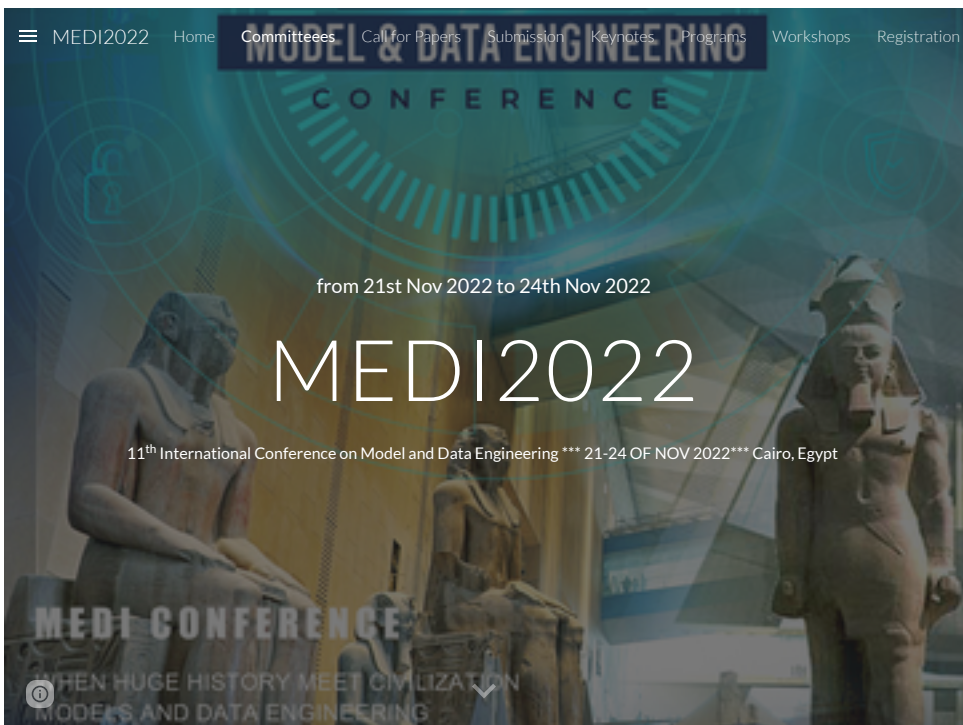 MODEL & DATA ENGINEERING
MEDI2022 Home Committeees Call for Papers Submission Keynotes Programs Workshops Registration
CONFERENCE
from 21st Nov 2022 to 24th Nov 2022
MEDI2022
11th International Conference on Model and Data Engineering *** 21-24 OF NOV 2022*** Cairo, Egypt
MEDI CONFERENCE
WHEN HUGE HISTORY MEET CIVILIZATION
MODELS AND DATA ENGINEERING